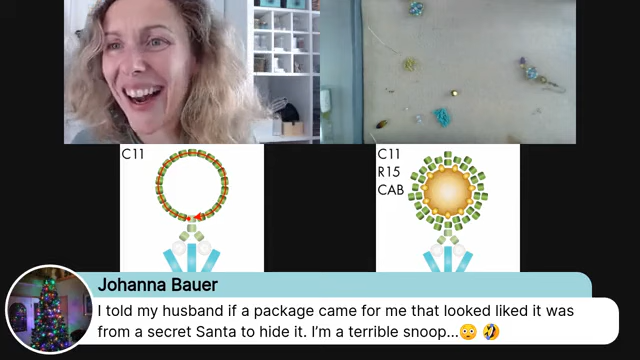 C11
C11
R15
CAB
Johanna Bauer
I told my husband if a package came for me that looked liked it was
from a secret Santa to hide it. I'm a terrible snoop...😳 🤣